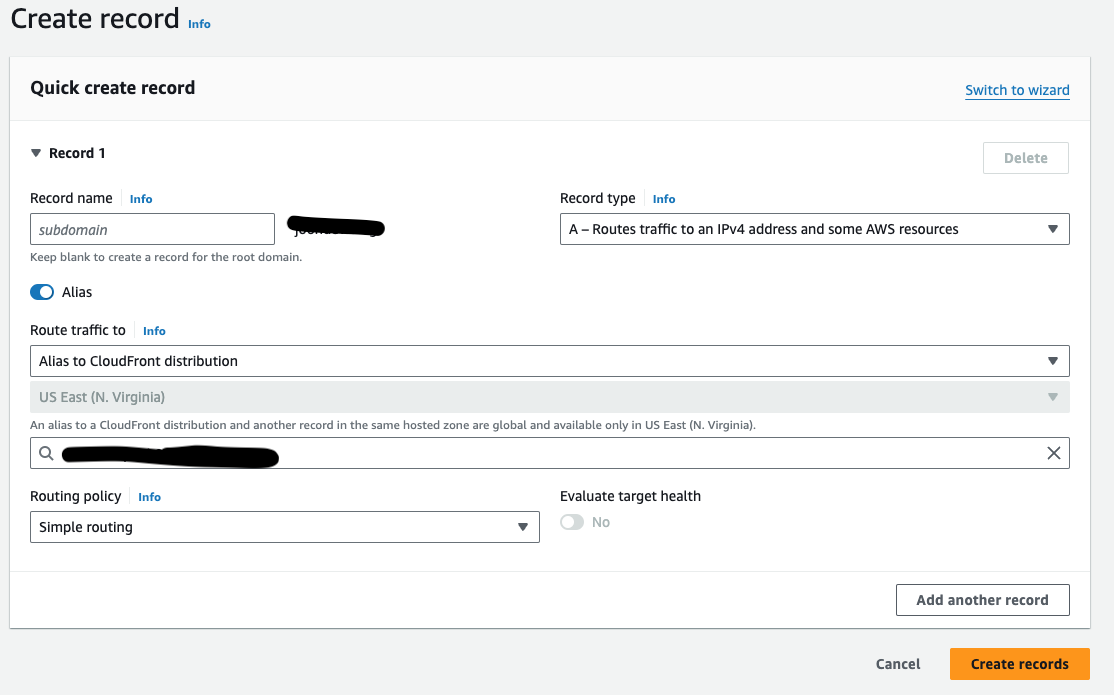 Create record Info
Quick create record
Switch to wizard
Record 1
Delete
Record name Info
Record type Info
subdomain
A – Routes traffic to an IPv4 address and some AWS resources
Keep blank to create a record for the root domain.
Alias
Route traffic to Info
Alias to CloudFront distribution
US East (N. Virginia)
An alias to a CloudFront distribution and another record in the same hosted zone are global and available only in US East (N. Virginia).
Routing policy Info
Evaluate target health
Simple routing
No
Add another record
Cancel
Create records